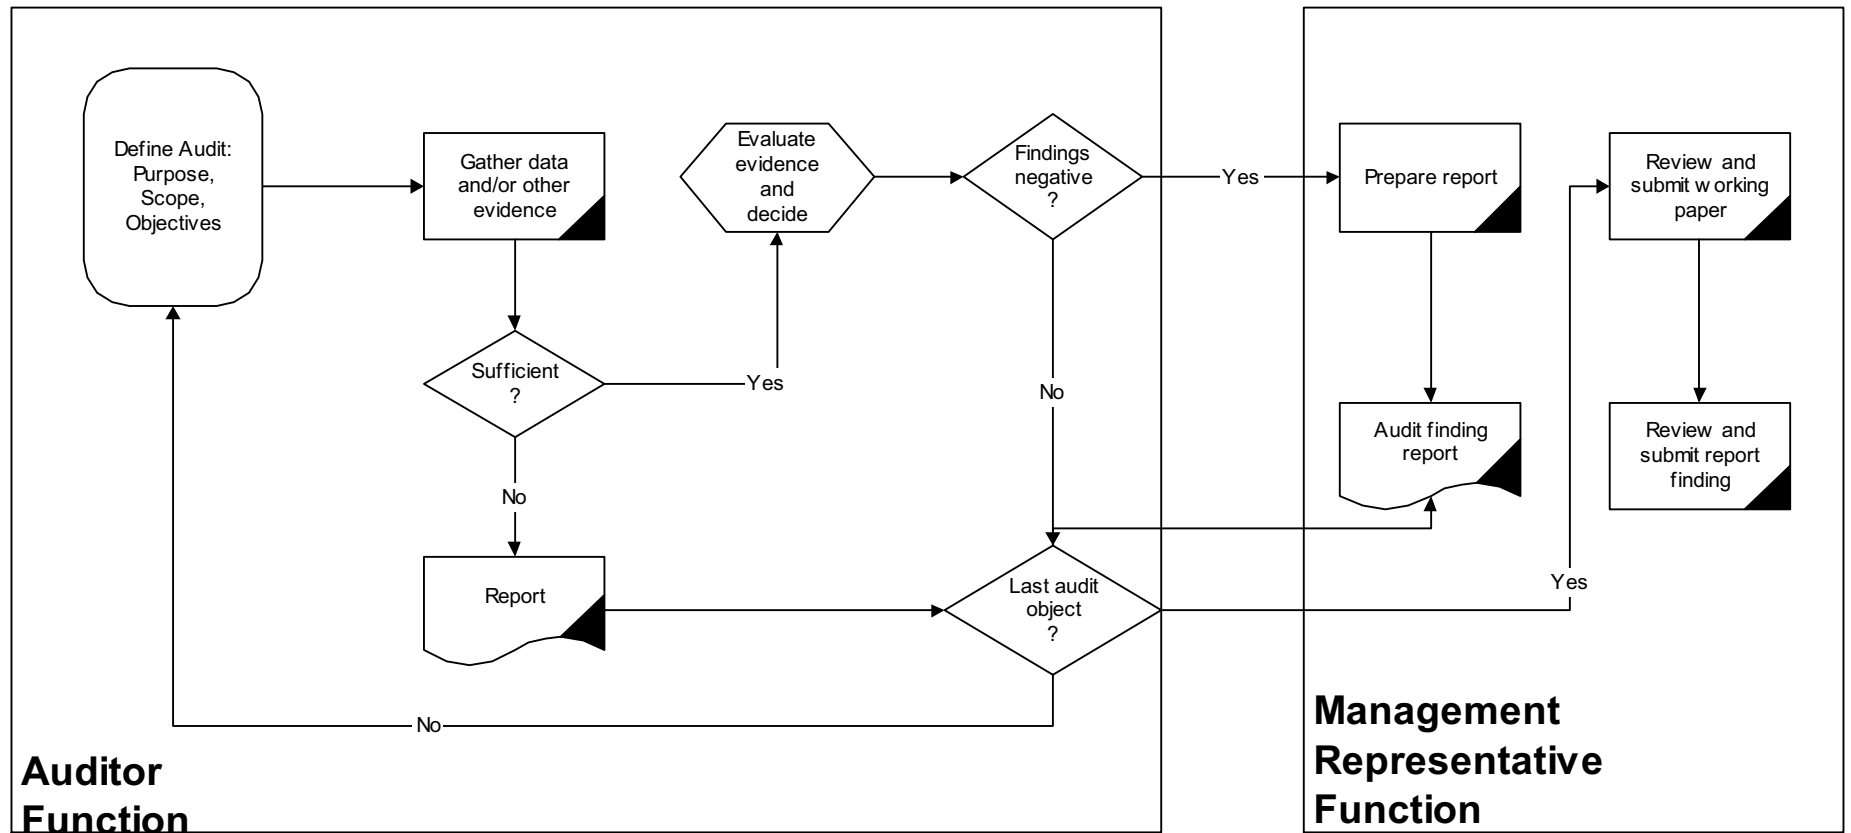 Define Audit:
Purpose,
Scope,
Objectives
Gather data
and/or other
evidence
Evaluate
evidence
and
decide
Findings
negative
?
Yes
Prepare report
Review and
submit working
paper
Sufficient
?
Yes
No
Audit finding
report
Review and
submit report
finding
No
Report
Last audit
object
?
Yes
No
Auditor
Function
Management
Representative
Function